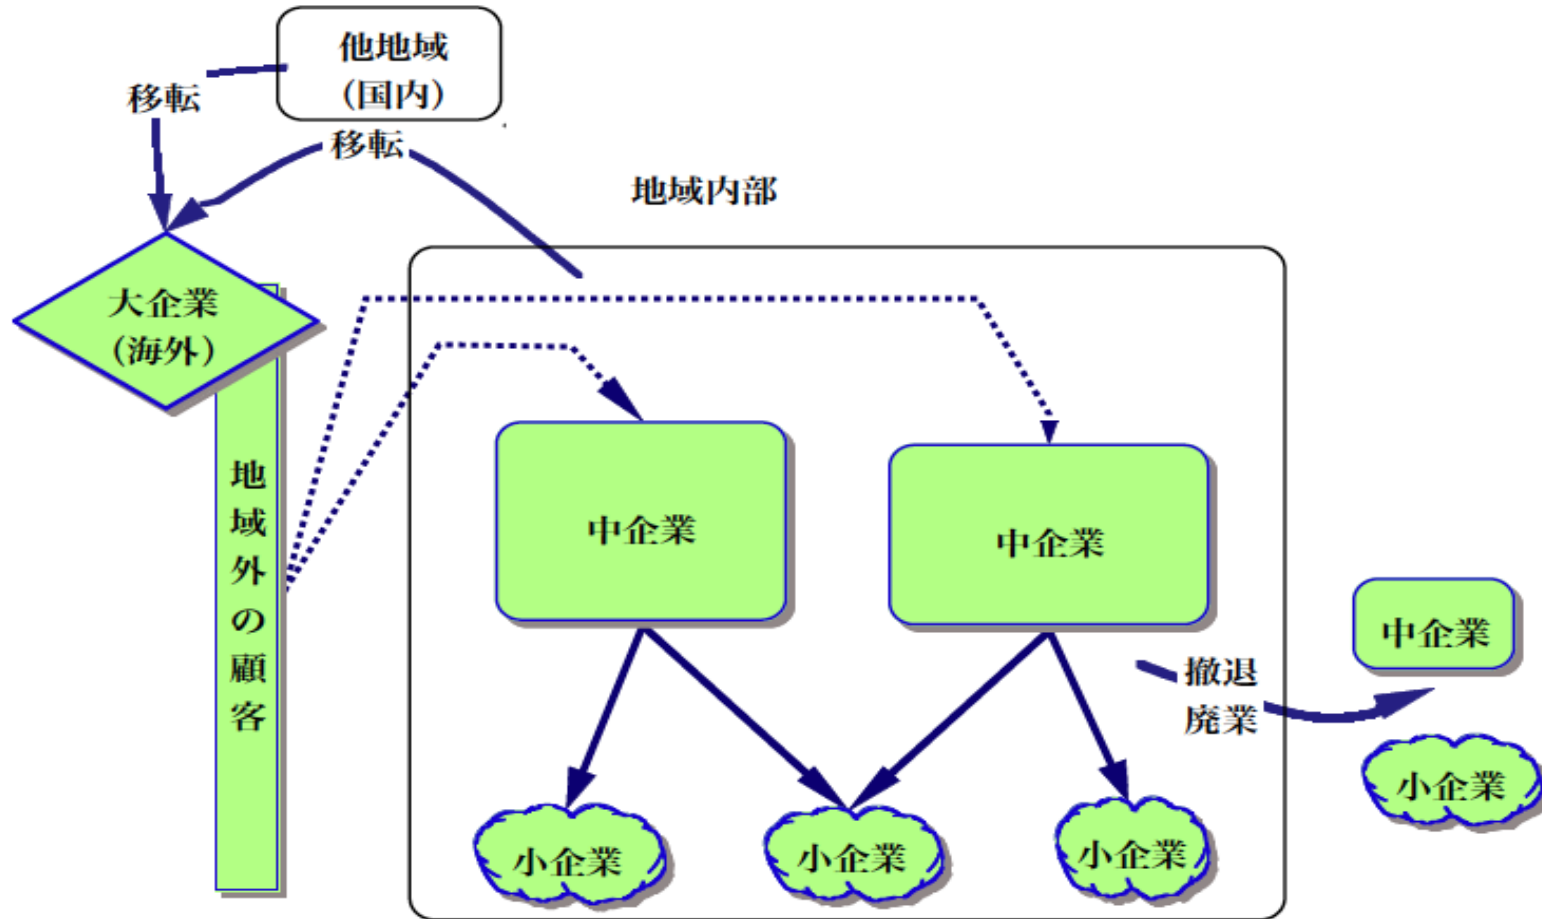 他地域
（国内）
移転
移転
地域内部
大企業
（海外）
地域外の顧客
中企業
中企業
中企業
撤退
廃業
小企業
小企業
小企業
小企業